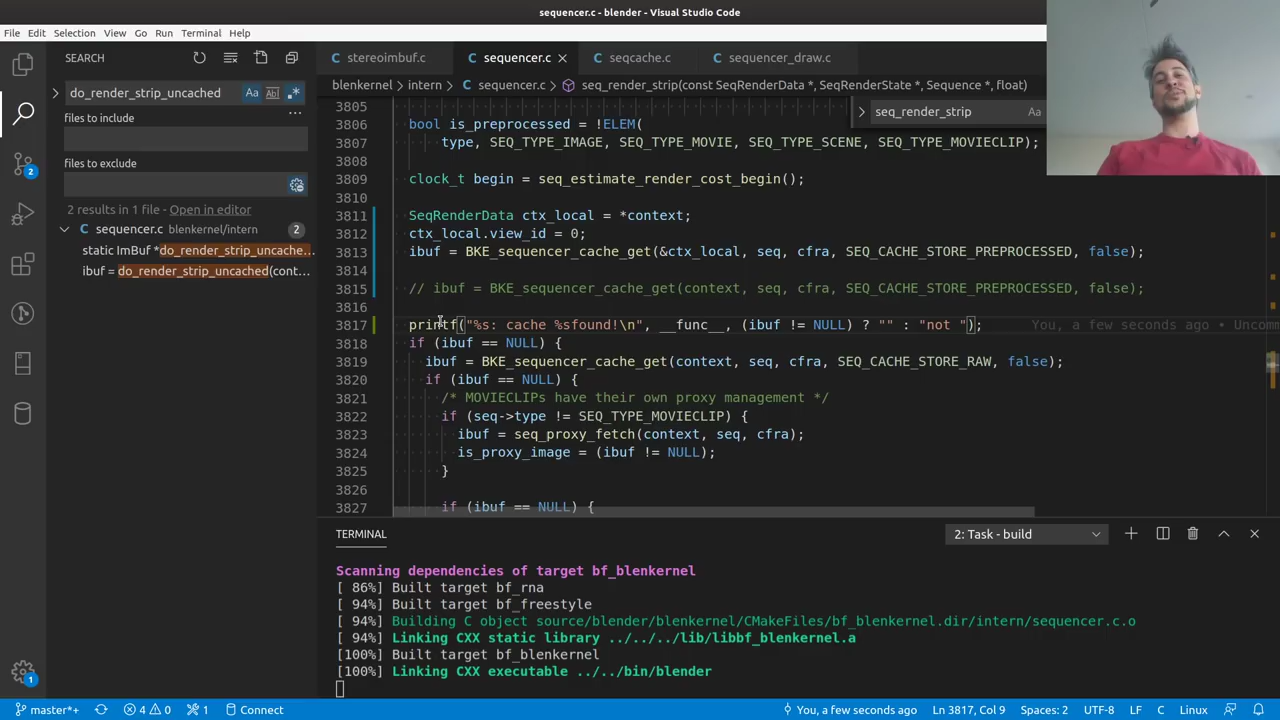 sequencer.c - blender - Visual Studio Code
File Edit Selection View Go Run Terminal Help
SEARCH
stereoimbuf.c
sequencer.c
seqcache.c
sequencer_draw.c
do_render_strip_uncached
Aa
Ab|
.*
blenkernel > intern > sequencer.c > seq_render_strip(const SeqRenderData *, SeqRenderState *, Sequence *, float)
seq_render_strip
Aa
files to include
files to exclude
2 results in 1 file - Open in editor
sequencer.c blenkernel/intern
2
static ImBuf *do_render_strip_uncache...
ibuf = do_render_strip_uncached(cont...
2
1
3805
3806 bool is_preprocessed = !ELEM(
3807 type, SEQ_TYPE_IMAGE, SEQ_TYPE_MOVIE, SEQ_TYPE_SCENE, SEQ_TYPE_MOVIECLIP);
3808
3809 clock_t begin = seq_estimate_render_cost_begin();
3810
3811 SeqRenderData ctx_local = *context;
3812 ctx_local.view_id = 0;
3813 ibuf = BKE_sequencer_cache_get(&ctx_local, seq, cfra, SEQ_CACHE_STORE_PREPROCESSED, false);
3814
3815 // ibuf = BKE_sequencer_cache_get(context, seq, cfra, SEQ_CACHE_STORE_PREPROCESSED, false);
3816
3817 printf("%s: cache %sfound!\n", __func__, (ibuf != NULL) ? "" : "not "); You, a few seconds ago • Uncomm
3818 if (ibuf == NULL) {
3819 ibuf = BKE_sequencer_cache_get(context, seq, cfra, SEQ_CACHE_STORE_RAW, false);
3820 if (ibuf == NULL) {
3821 /* MOVIECLIPs have their own proxy management */
3822 if (seq->type != SEQ_TYPE_MOVIECLIP) {
3823 ibuf = seq_proxy_fetch(context, seq, cfra);
3824 is_proxy_image = (ibuf != NULL);
3825 }
3826
3827 if (ibuf == NULL) {
TERMINAL
2: Task - build
Scanning dependencies of target bf_blenkernel
[ 86%] Built target bf_rna
[ 94%] Built target bf_freestyle
[ 94%] Building C object source/blender/blenkernel/CMakeFiles/bf_blenkernel.dir/intern/sequencer.c.o
[ 94%] Linking CXX static library ../../../lib/libbf_blenkernel.a
[100%] Built target bf_blenkernel
[100%] Linking CXX executable ../../bin/blender
master*+ 4 0 1 Connect You, a few seconds ago Ln 3817, Col 9 Spaces: 2 UTF-8 LF C Linux